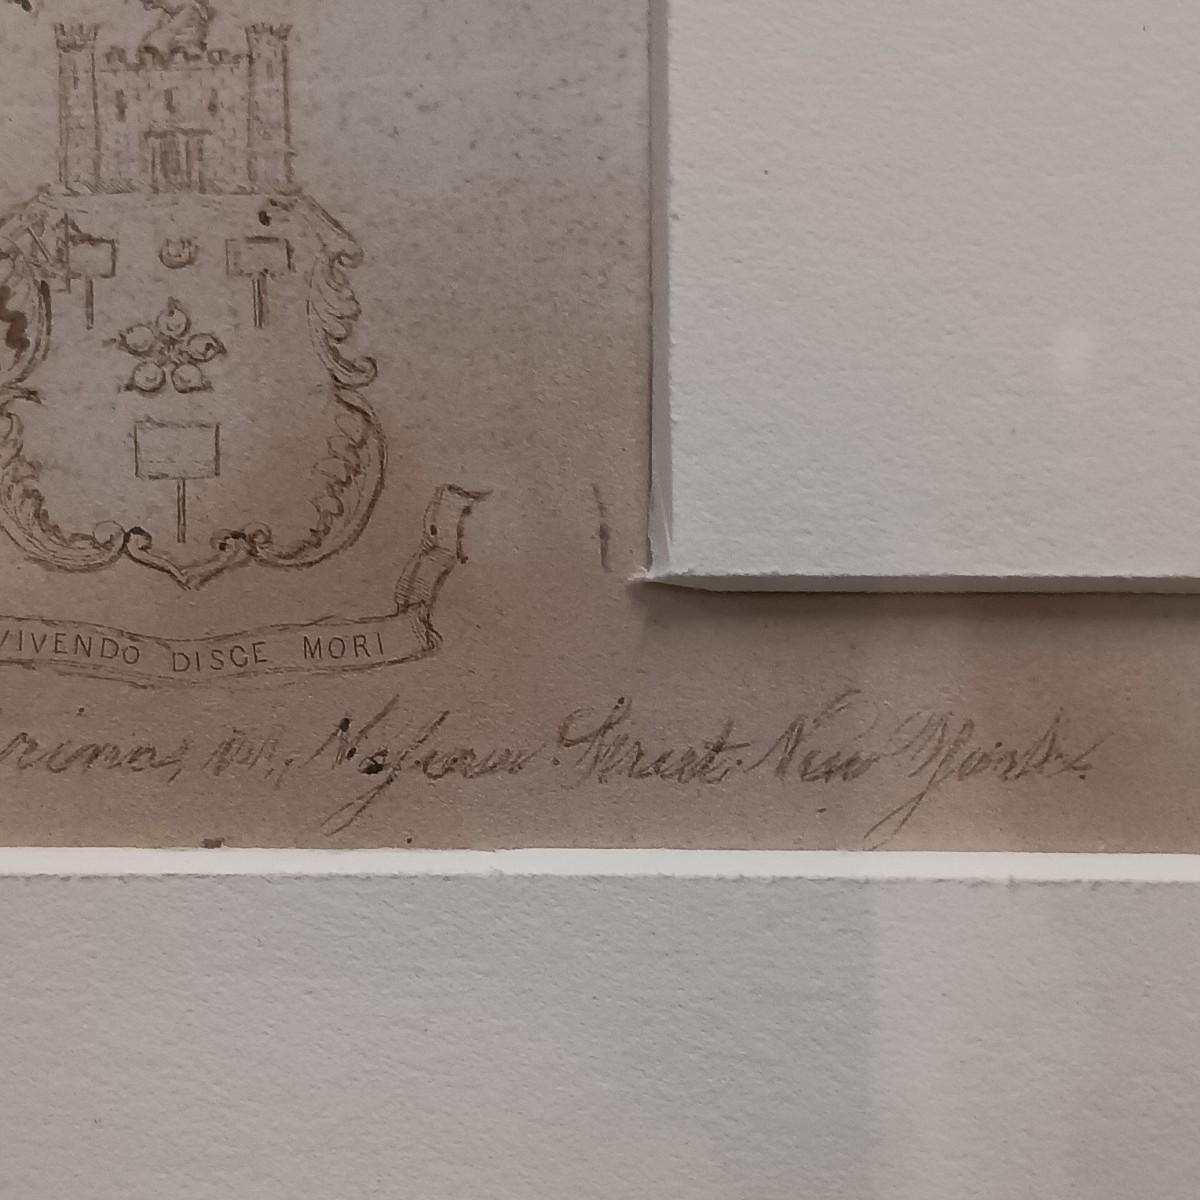 VIVENDO DISCE MORI
Nassau Street New York.